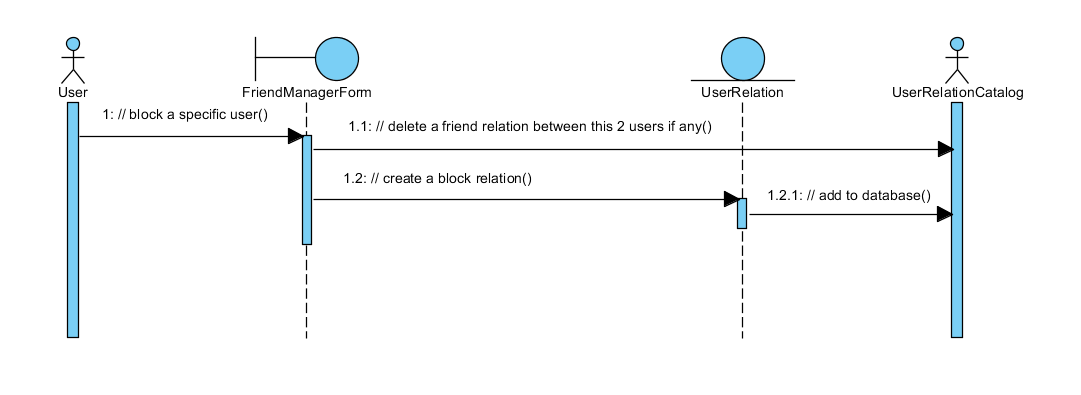 User
FriendManagerForm
UserRelation
UserRelationCatalog
1: // block a specific user()
1.1: // delete a friend relation between this 2 users if any()
1.2: // create a block relation()
1.2.1: // add to database()